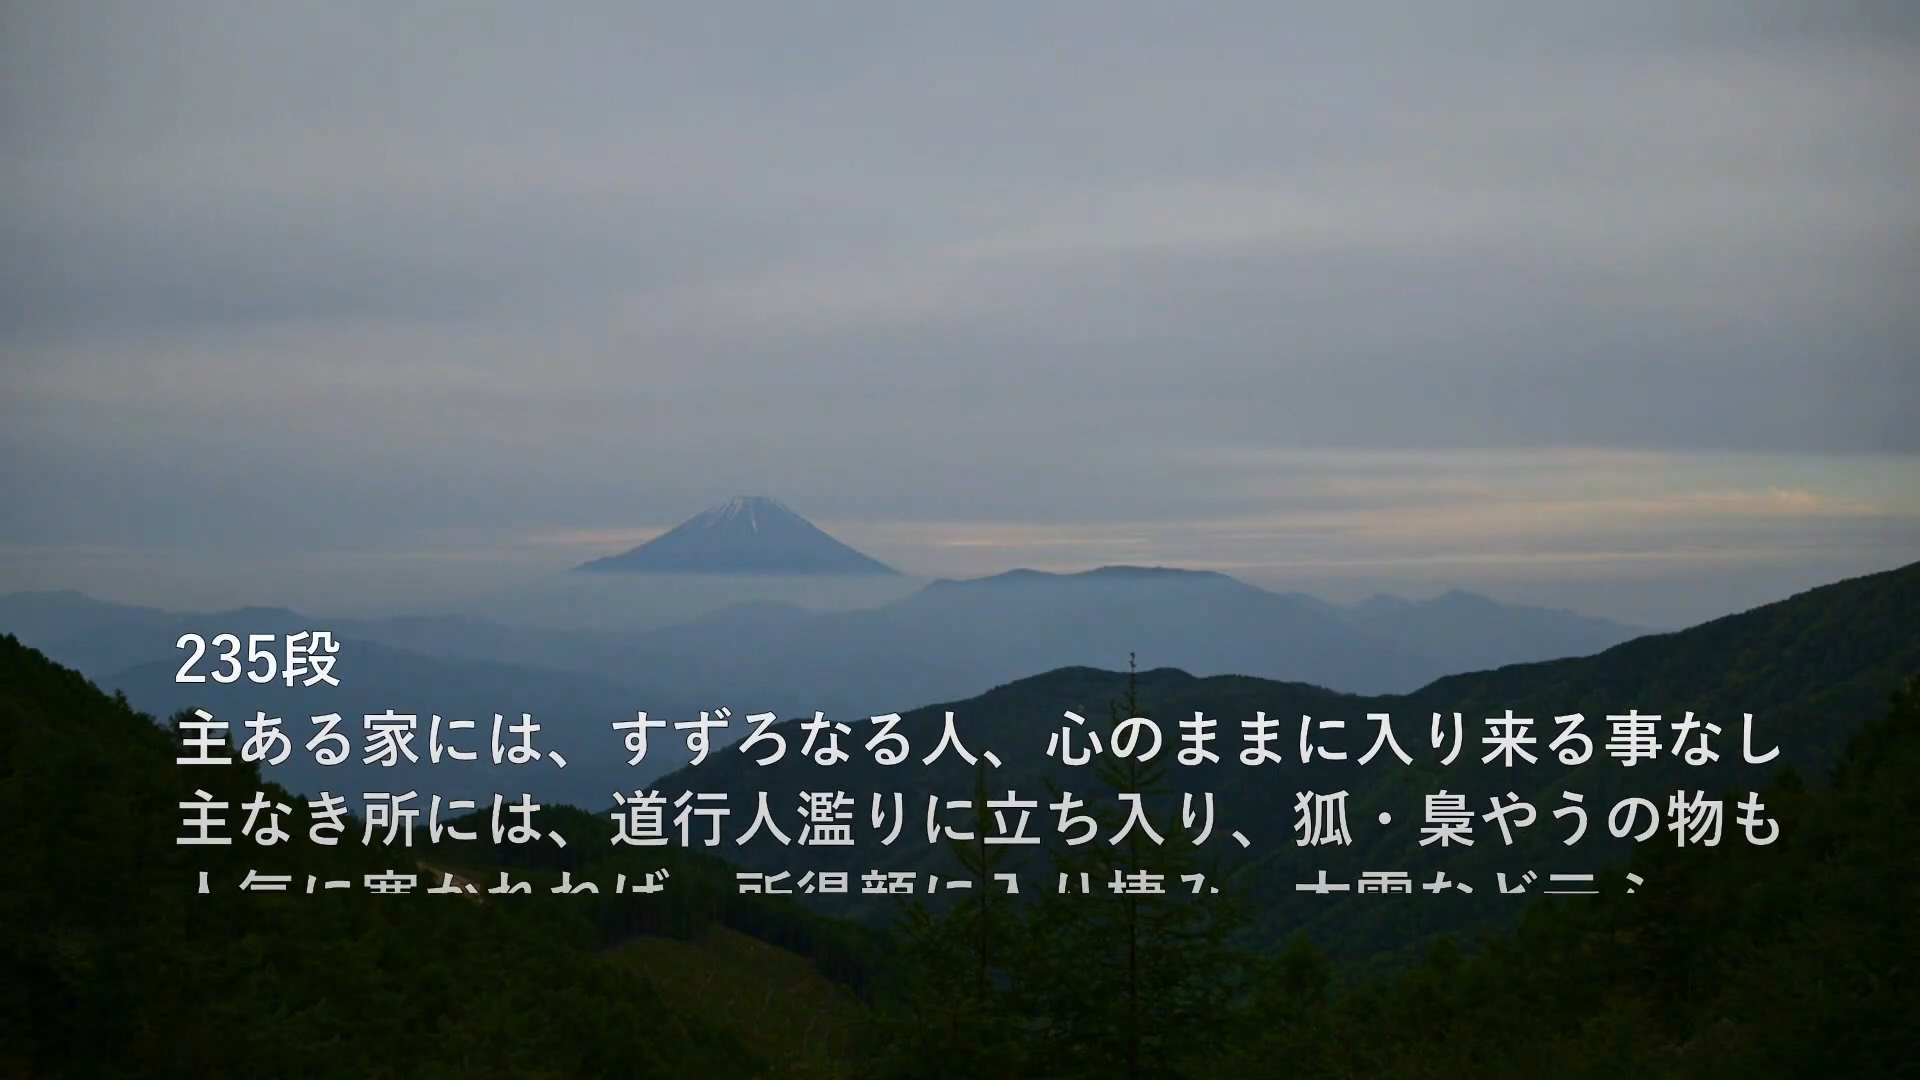 235段
主ある家には、すずろなる人、心のままに入り来る事なし
主なき所には、道行人濫りに立ち入り、狐・梟やうの物も